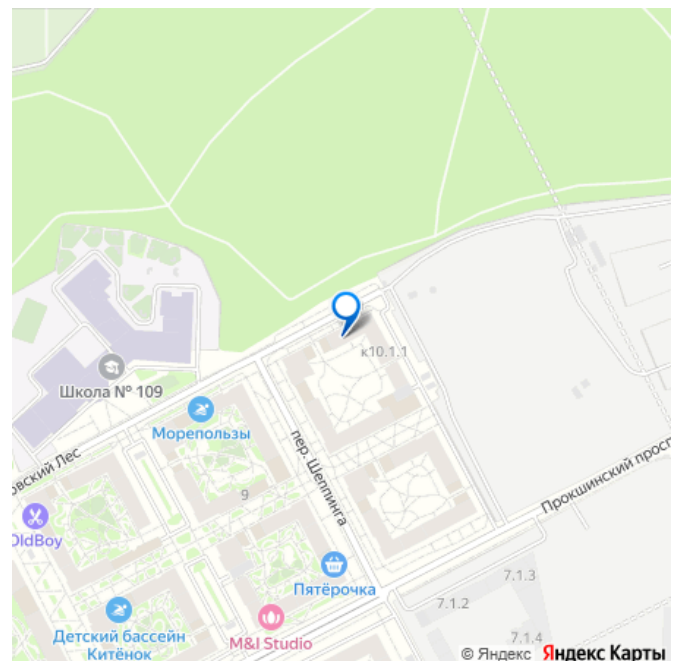 к10.1.1
Школа № 109
Морепользы
овский Лес
пер. Шеппинга
9
Прокшинский просп
OldBoy
Пятёрочка
7.1.3
7.1.2
Детский бассейн
Китёнок
M&I Studio
7.1.4
© Яндекс Яндекс Карты